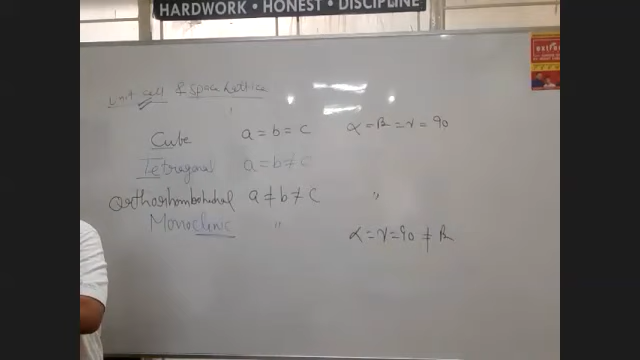 HARDWORK • HONEST • DISCIPLINE
Unit cell & Space Lattice
Cube a = b = c α = β = γ = 90
Tetragonal a = b ≠ c
Orthorhombohedral a ≠ b ≠ c "
Monoclinic " α = γ = 90 ≠ β